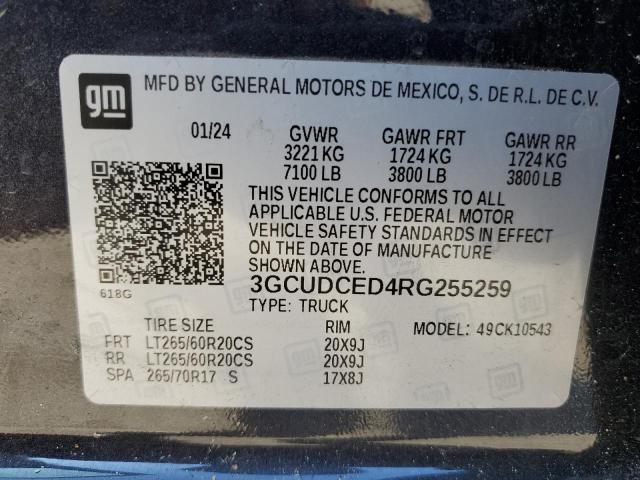 gm
MFD BY GENERAL MOTORS DE MEXICO, S. DE R.L. DE C.V.
01/24 GVWR GAWR FRT GAWR RR
3221 KG 1724 KG 1724 KG
7100 LB 3800 LB 3800 LB
THIS VEHICLE CONFORMS TO ALL
APPLICABLE U.S. FEDERAL MOTOR
VEHICLE SAFETY STANDARDS IN EFFECT
ON THE DATE OF MANUFACTURE
3GCUDCED4RG255259
618G
TYPE: TRUCK
TIRE SIZE RIM MODEL: 49CK10543
FRT LT265/60R20CS 20X9J
RR LT265/60R20CS 20X9J
SPA 265/70R17 S 17X8J